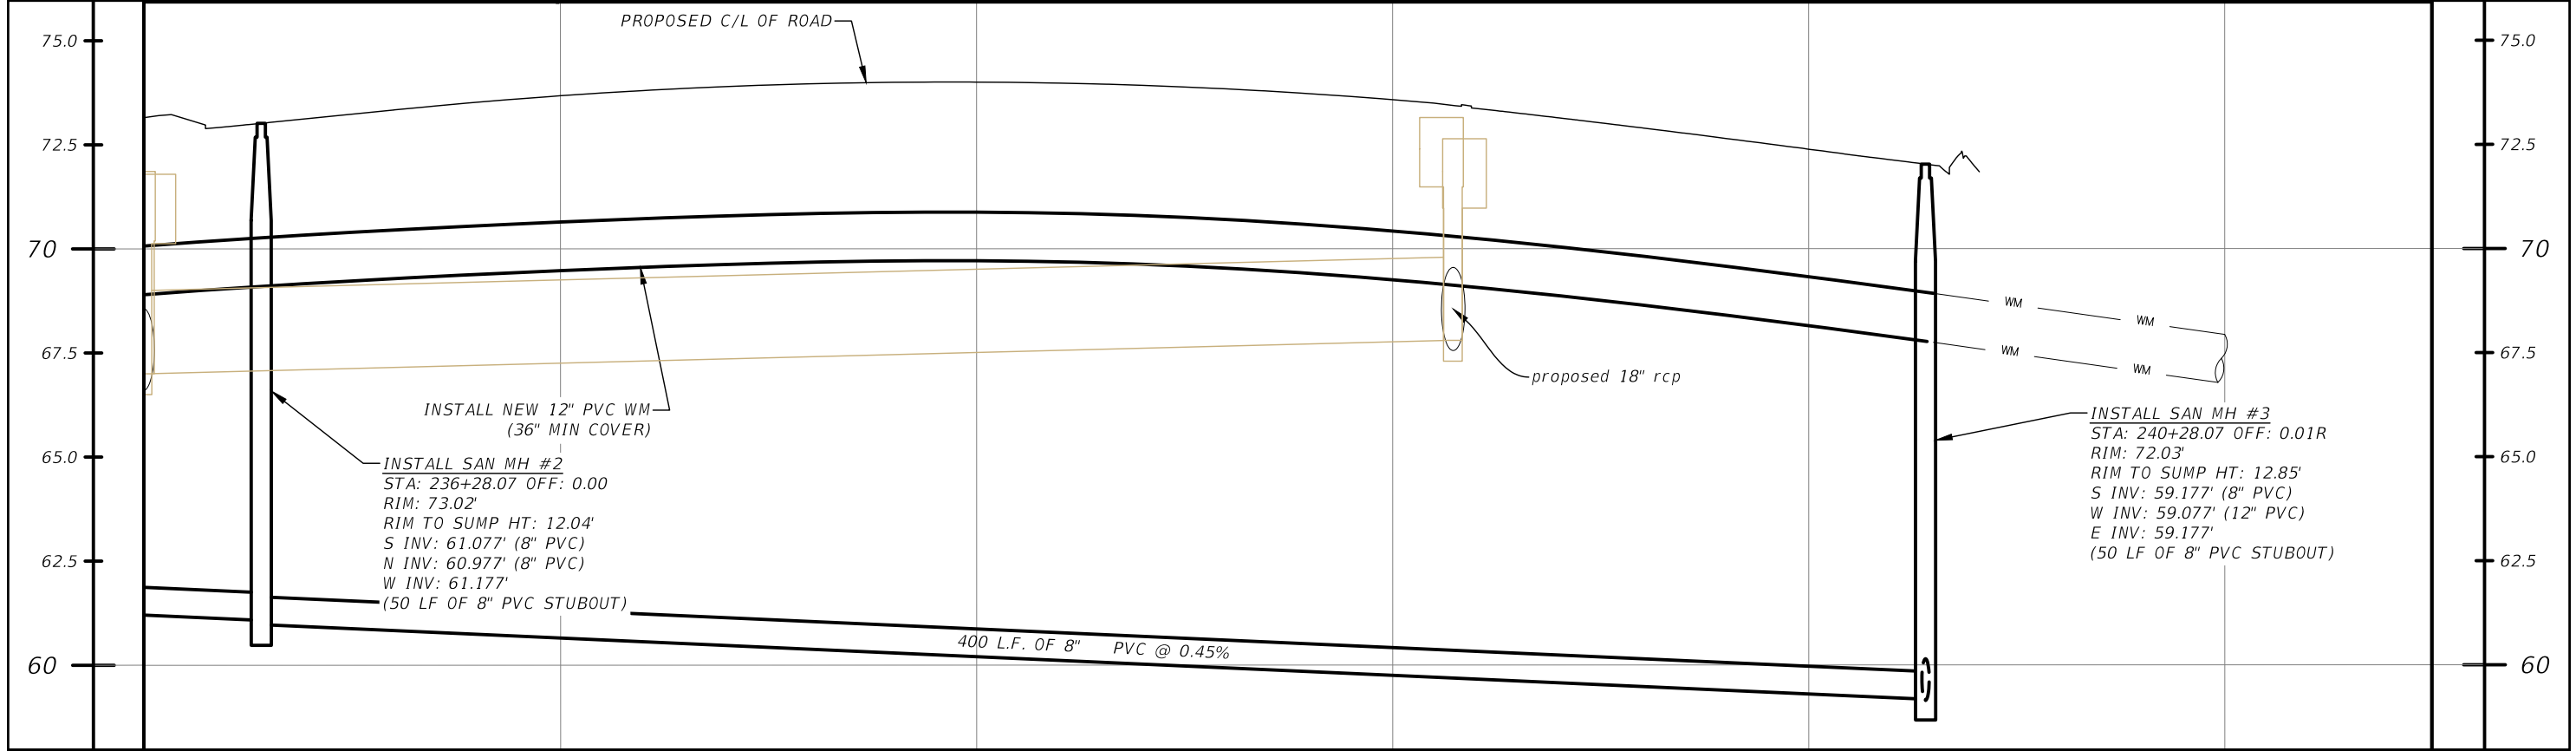 PROPOSED C/L OF ROAD
75.0
75.0
72.5
72.5
70
70
WM
WM
67.5
WM
WM
67.5
proposed 18" rcp
INSTALL NEW 12" PVC WM
(36" MIN COVER)
65.0
65.0
INSTALL SAN MH #2
STA: 236+28.07 OFF: 0.00
RIM: 73.02'
RIM TO SUMP HT: 12.04'
S INV: 61.077' (8" PVC)
N INV: 60.977' (8" PVC)
W INV: 61.177'
(50 LF OF 8" PVC STUBOUT)
INSTALL SAN MH #3
STA: 240+28.07 OFF: 0.01R
RIM: 72.03'
RIM TO SUMP HT: 12.85'
S INV: 59.177' (8" PVC)
W INV: 59.077' (12" PVC)
E INV: 59.177'
(50 LF OF 8" PVC STUBOUT)
62.5
62.5
400 L.F. OF 8" PVC @ 0.45%
60
60